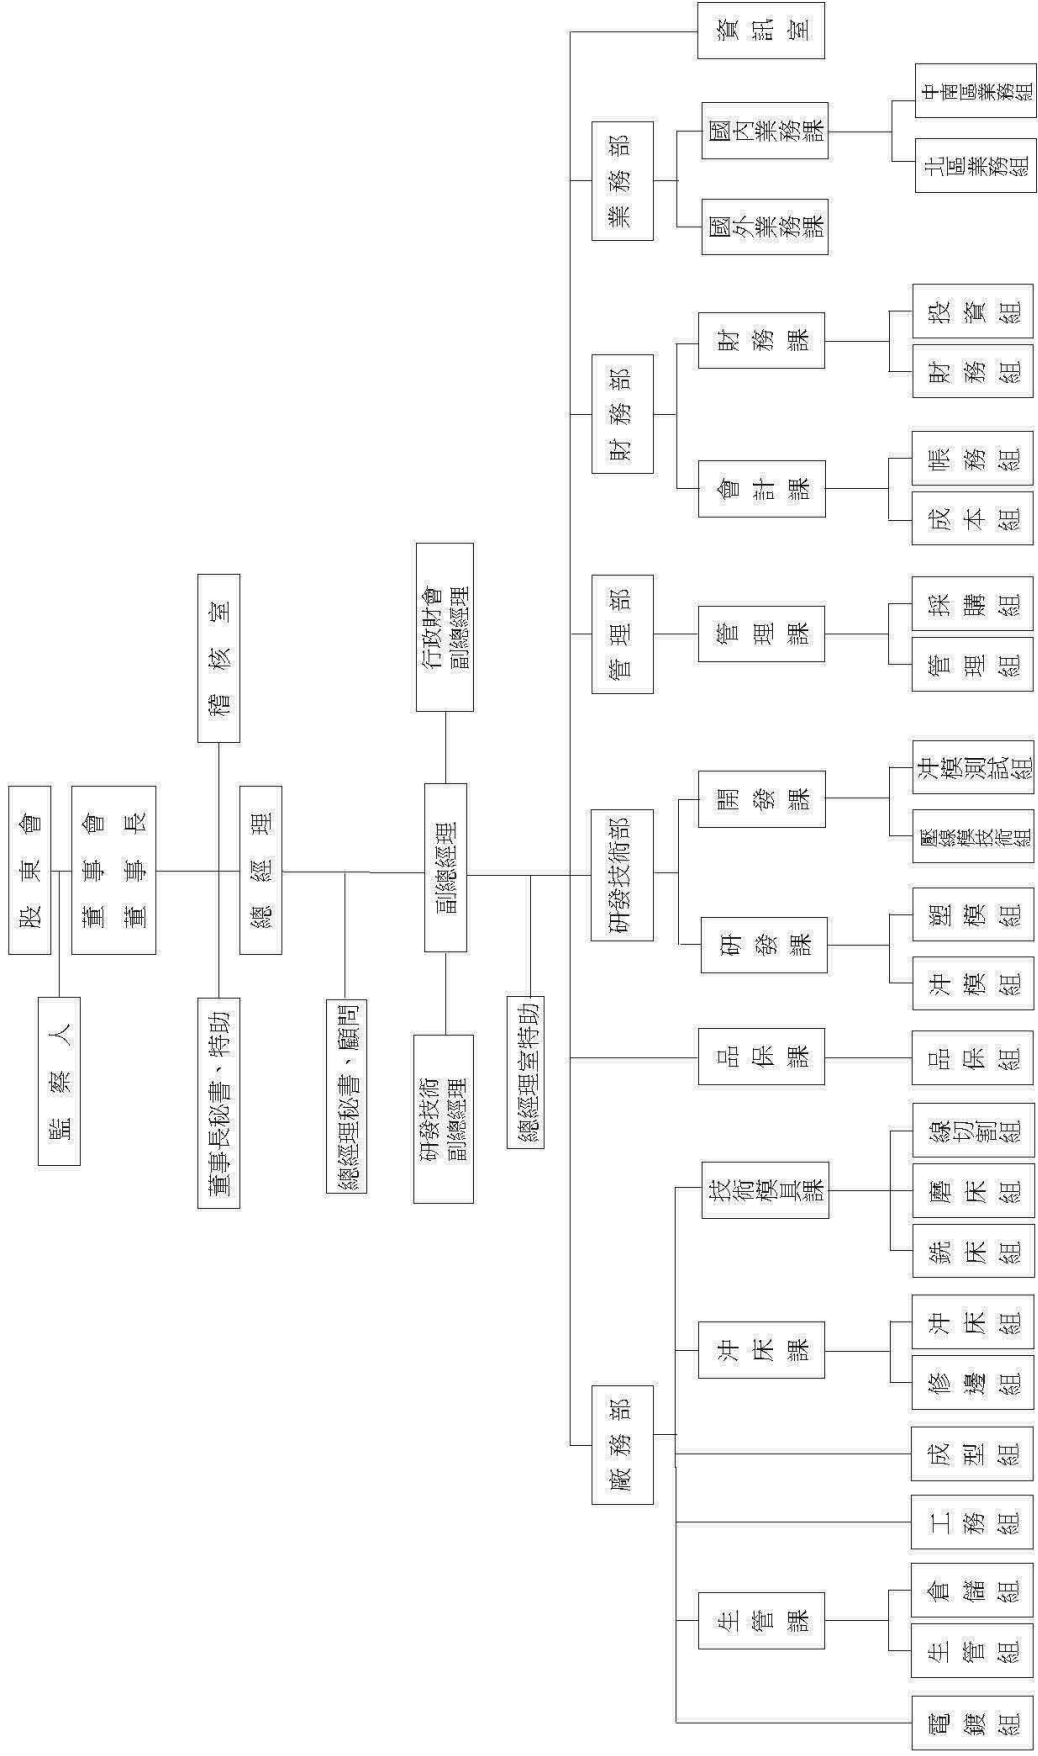 股東會
監察人
董事會
董事長
稽核室
董事長秘書、特助
總經理
總經理秘書、顧問
研發技術
副總經理
副總經理
行政財會
副總經理
總經理室特助
廠務部
研發技術部
管理部
財務部
業務部
生管課
沖床課
技術模具課
品保課
研發課
開發課
管理課
會計課
財務課
國外業務課
國內業務課
資訊室
電鍍組
生管組
倉儲組
工務組
成型組
修邊組
沖床組
銑床組
磨床組
線切割組
品保組
沖模組
塑模組
壓線模技術組
沖模測試組
管理組
採購組
成本組
帳務組
財務組
投資組
北區業務組
中南區業務組